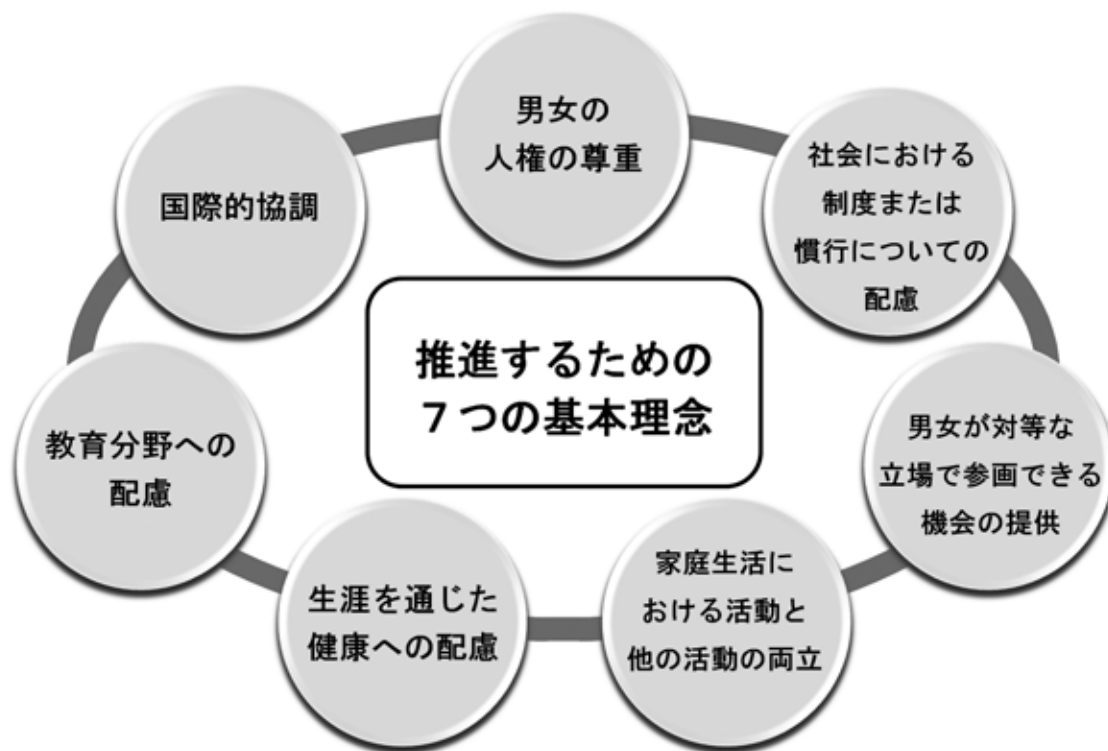 推進するための
7つの基本理念
男女の
人権の尊重
社会における
制度または
慣行についての
配慮
男女が対等な
立場で参画できる
機会の提供
家庭生活に
おける活動と
他の活動の両立
生涯を通じた
健康への配慮
教育分野への
配慮
国際的協調